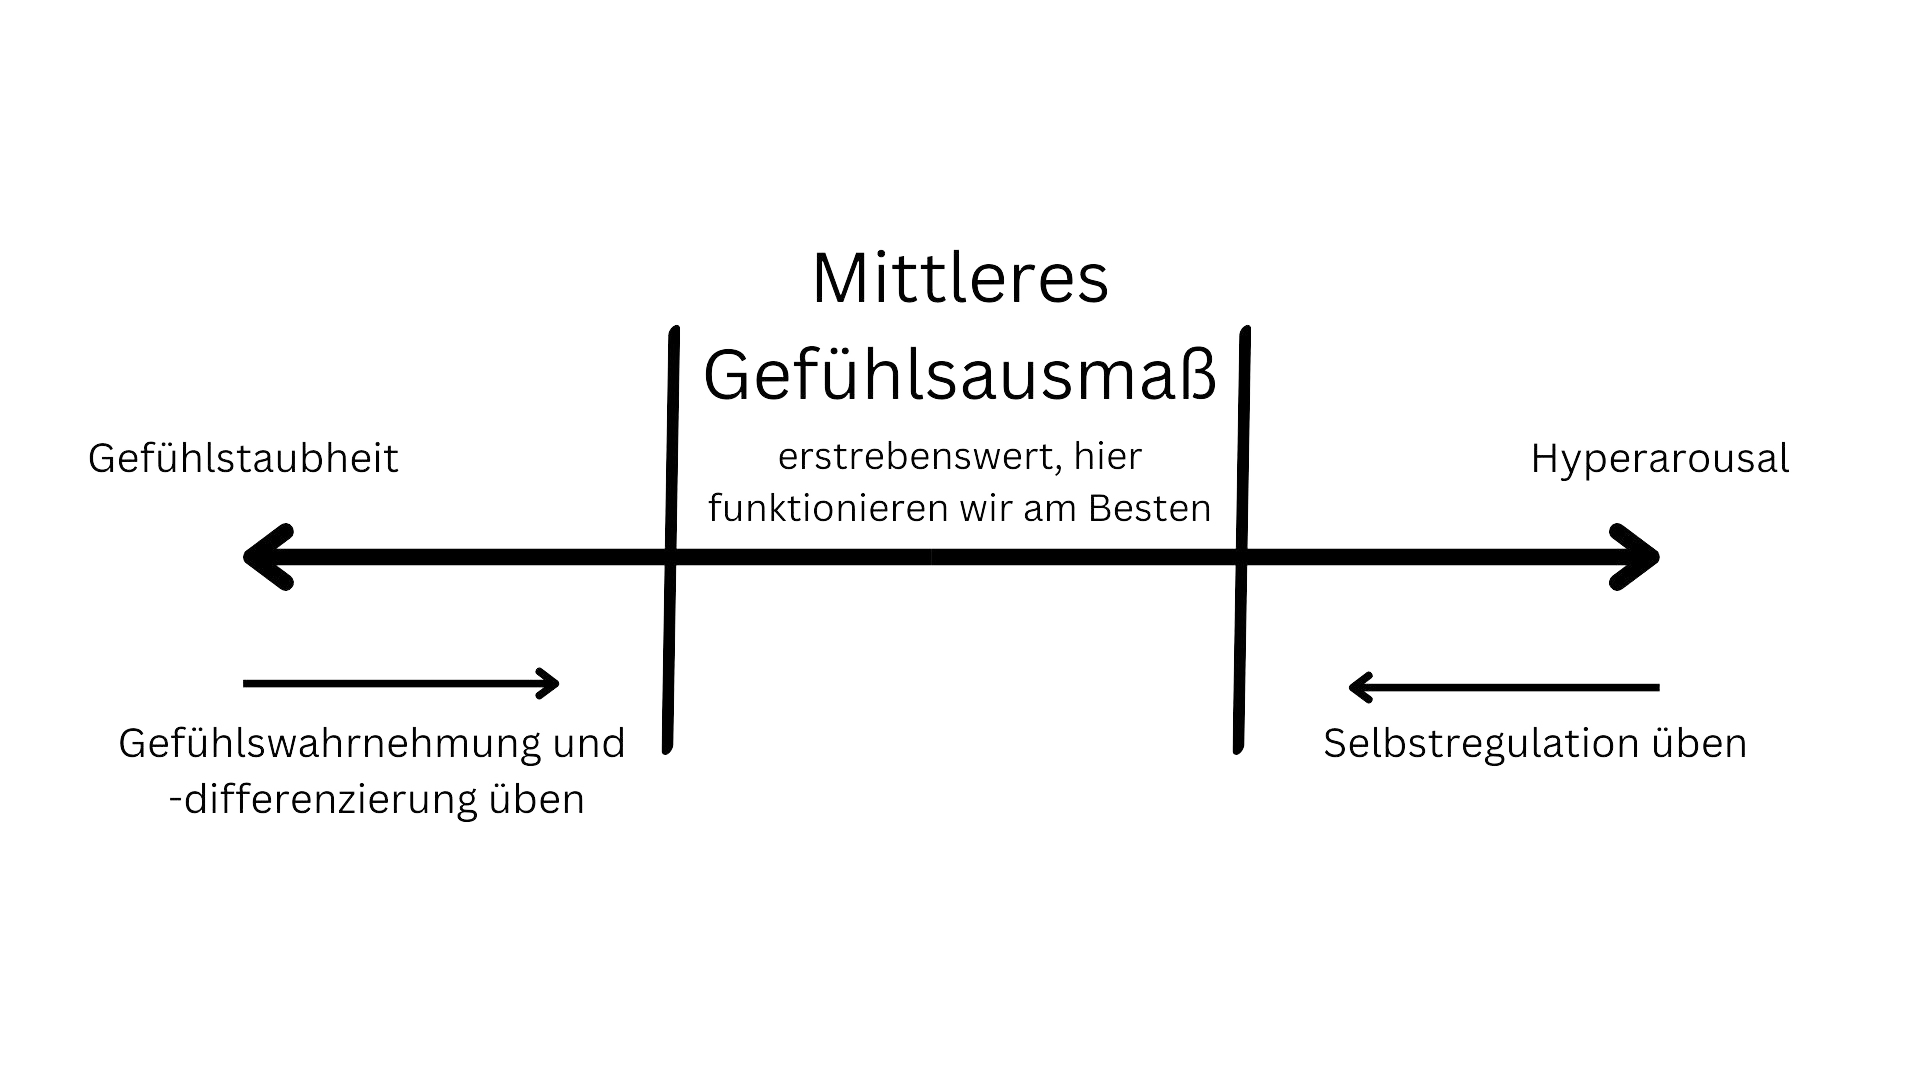 Mittleres
Gefühlsausmaß
erstrebenswert, hier
funktionieren wir am Besten
Gefühlstaubheit
Hyperarousal
Gefühlswahrnehmung und
-differenzierung üben
Selbstregulation üben